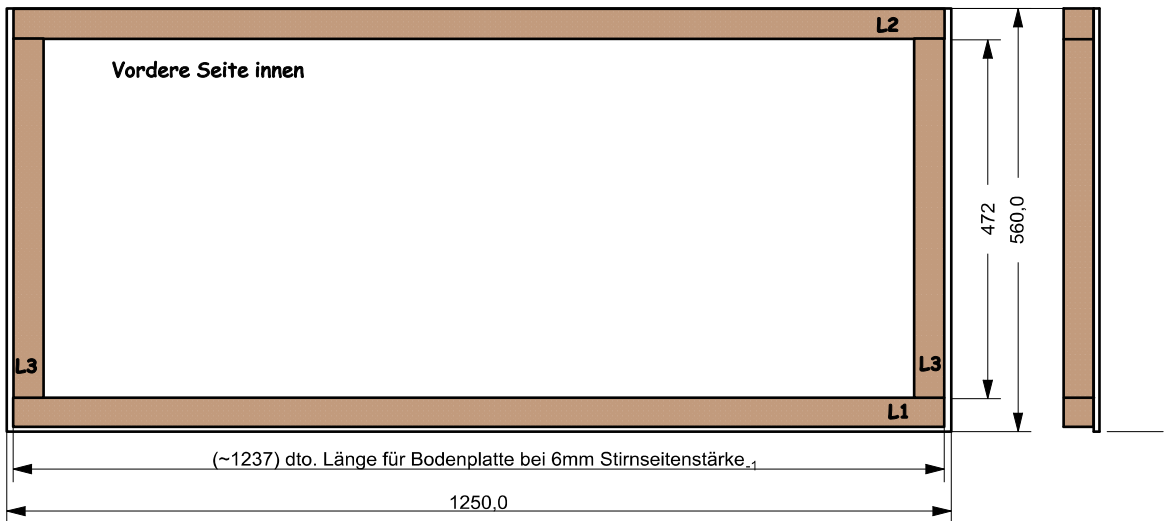 L2
Vordere Seite innen
472
560,0
L3
L3
L1
(~1237) dto. Länge für Bodenplatte bei 6mm Stirnseitenstärke-1
1250,0